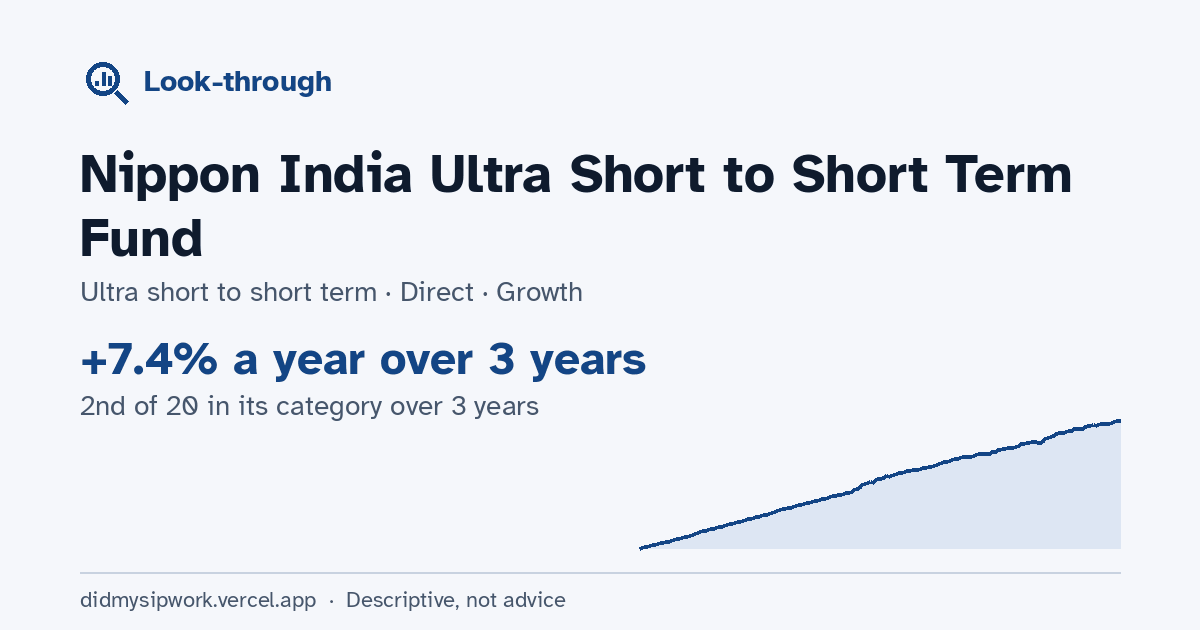 Look-through
Nippon India Ultra Short to Short Term
Fund
Ultra short to short term · Direct · Growth
+7.4% a year over 3 years
2nd of 20 in its category over 3 years
didmysipwork.vercel.app · Descriptive, not advice